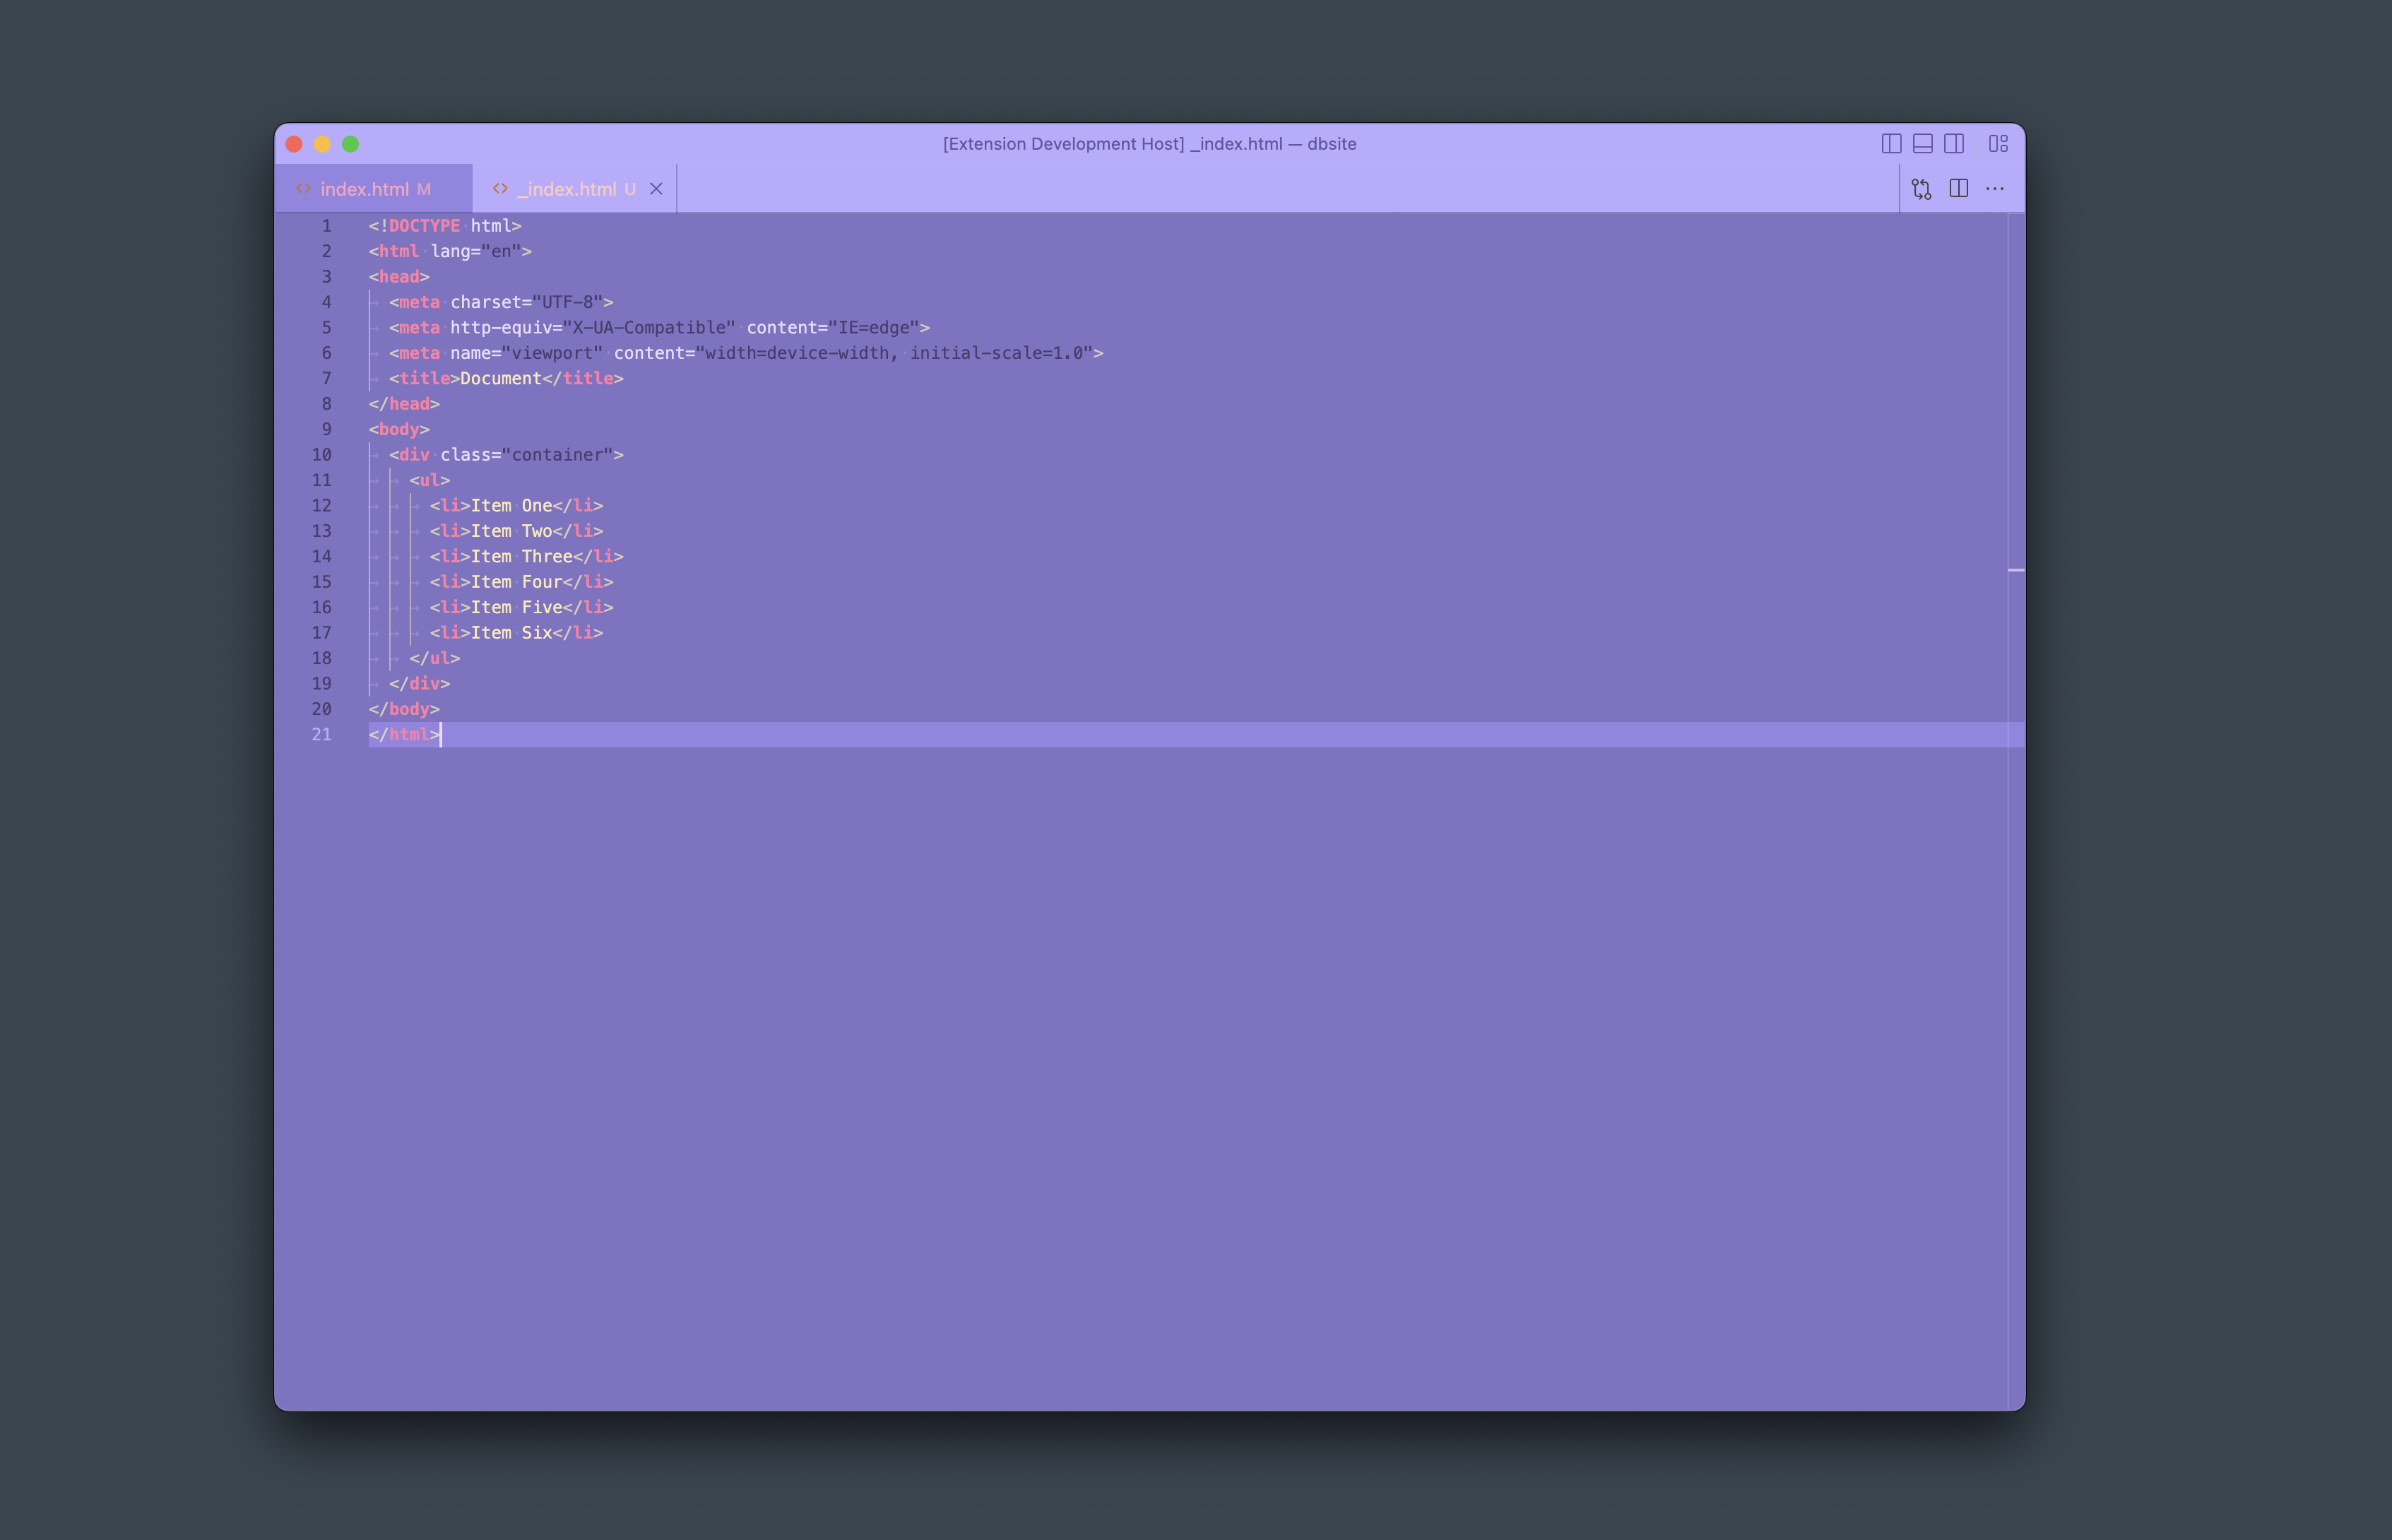 [Extension Development Host] _index.html — dbsite
index.html M _index.html U
1 <!DOCTYPE html>
2 <html lang="en">
3 <head>
4 <meta charset="UTF-8">
5 <meta http-equiv="X-UA-Compatible" content="IE=edge">
6 <meta name="viewport" content="width=device-width, initial-scale=1.0">
7 <title>Document</title>
8 </head>
9 <body>
10 <div class="container">
11 <ul>
12 <li>Item One</li>
13 <li>Item Two</li>
14 <li>Item Three</li>
15 <li>Item Four</li>
16 <li>Item Five</li>
17 <li>Item Six</li>
18 </ul>
19 </div>
20 </body>
21 </html>